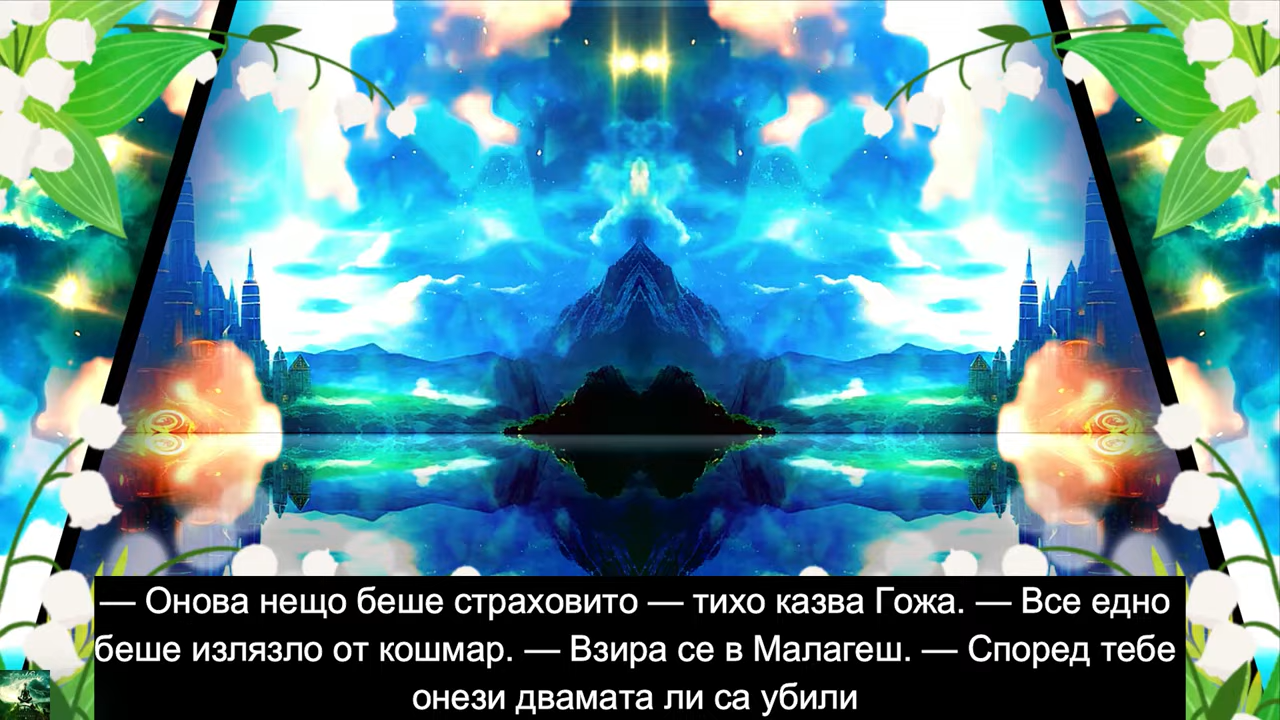 — Онова нещо беше страховито — тихо казва Гожа. — Все едно
беше излязло от кошмар. — Взира се в Малагеш. — Според тебе
онези двамата ли са убили